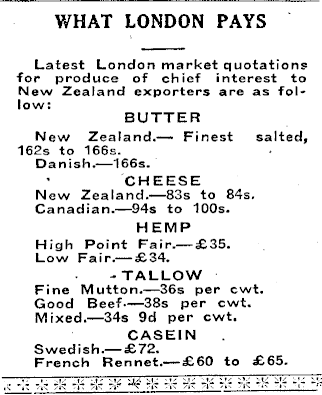 WHAT LONDON PAYS
Latest London market quotations
for produce of chief interest to
New Zealand exporters are as fol-
low:
BUTTER
New Zealand.— Finest salted,
162s to 166s.
Danish.—166s.
CHEESE
New Zealand.—83s to 84s.
Canadian.—94s to 100s.
HEMP
High Point Fair.—£35.
Low Fair.—£34.
TALLOW
Fine Mutton.—36s per cwt.
Good Beef.—38s per cwt.
Mixed.—34s 9d per cwt.
CASEIN
Swedish.—£72.
French Rennet.—£60 to £65.